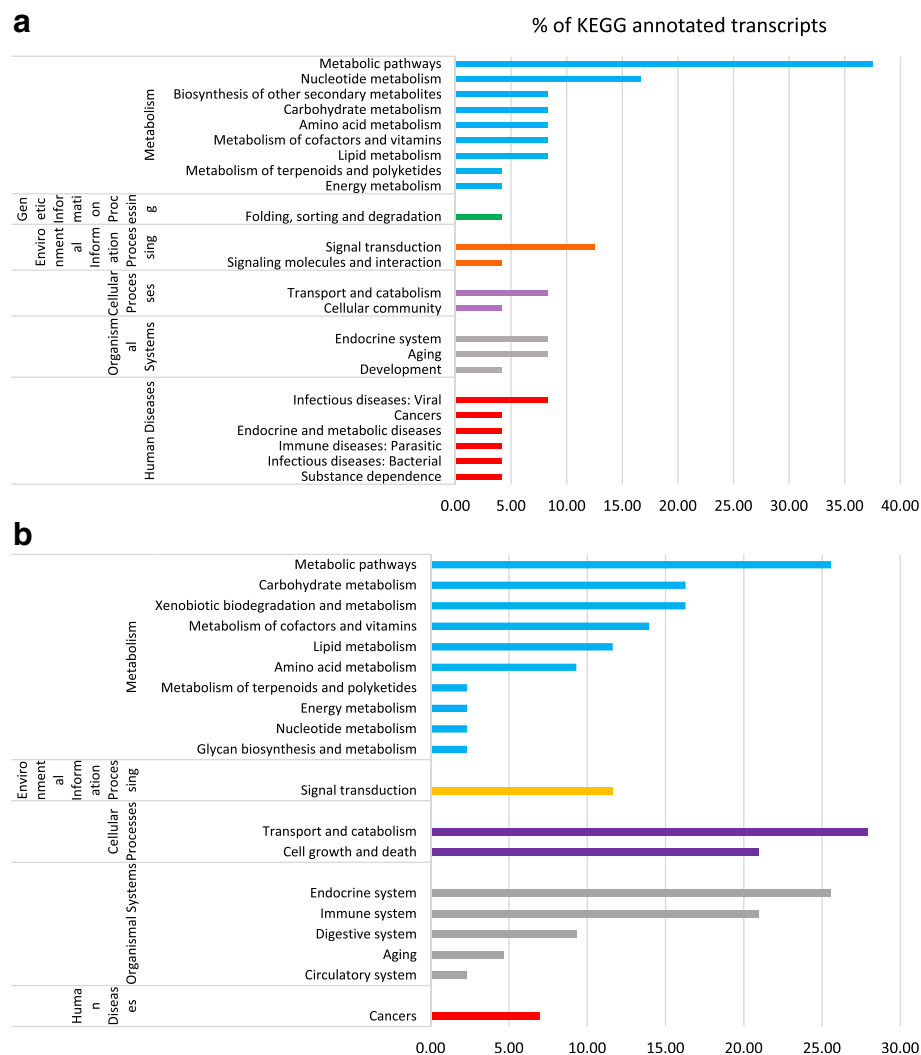 a
% of KEGG annotated transcripts
Metabolism
Metabolic pathways
Nucleotide metabolism
Biosynthesis of other secondary metabolites
Carbohydrate metabolism
Amino acid metabolism
Metabolism of cofactors and vitamins
Lipid metabolism
Metabolism of terpenoids and polyketides
Energy metabolism
Gen
etic
Infor
mati
on
Proc
essin
g
Folding, sorting and degradation
Enviro
nment
al
Inform
ation
Proces
sing
Signal transduction
Signaling molecules and interaction
Cellular
Proces
ses
Transport and catabolism
Cellular community
Organism
al
Systems
Endocrine system
Aging
Development
Human Diseases
Infectious diseases: Viral
Cancers
Endocrine and metabolic diseases
Immune diseases: Parasitic
Infectious diseases: Bacterial
Substance dependence
0.00 5.00 10.00 15.00 20.00 25.00 30.00 35.00 40.00
b
Metabolism
Metabolic pathways
Carbohydrate metabolism
Xenobiotic biodegradation and metabolism
Metabolism of cofactors and vitamins
Lipid metabolism
Amino acid metabolism
Metabolism of terpenoids and polyketides
Energy metabolism
Nucleotide metabolism
Glycan biosynthesis and metabolism
Enviro
nment
al
Inform
ation
Proces
sing
Signal transduction
Cellular
Processes
Transport and catabolism
Cell growth and death
Organismal Systems
Endocrine system
Immune system
Digestive system
Aging
Circulatory system
Huma
n
Diseas
es
Cancers
0.00 5.00 10.00 15.00 20.00 25.00 30.00